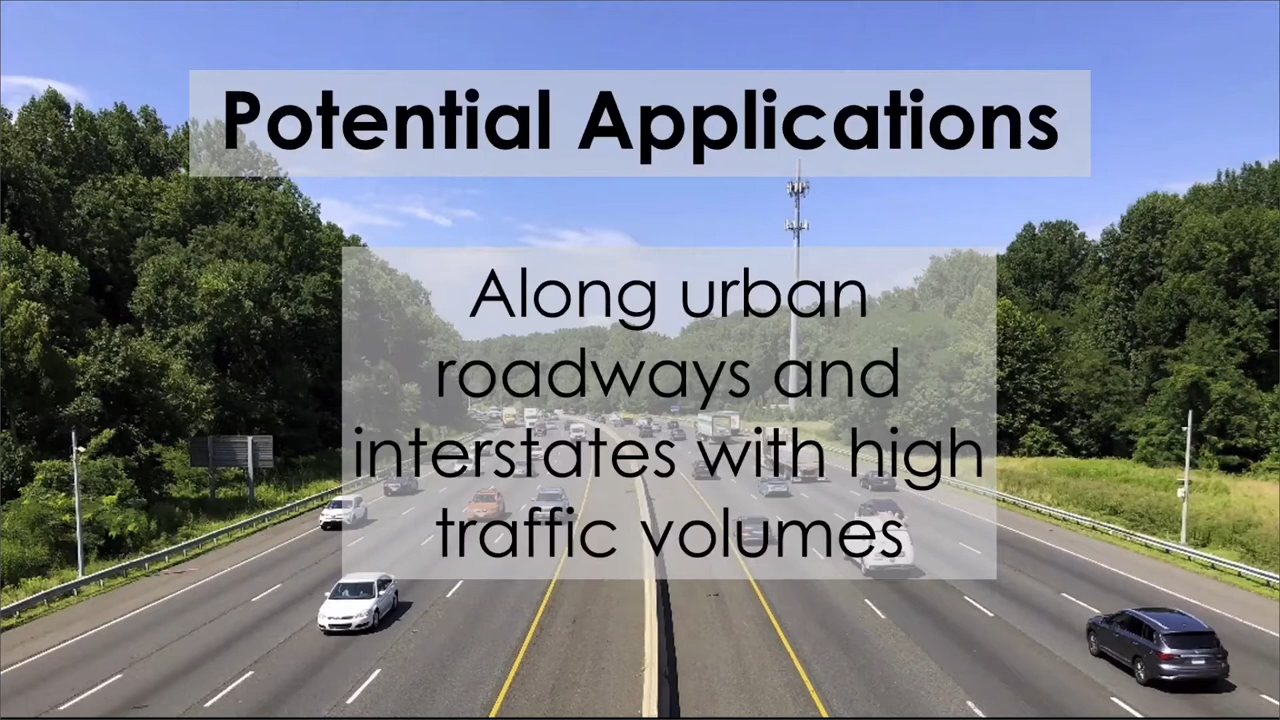 Potential Applications
Along urban
roadways and
interstates with high
traffic volumes